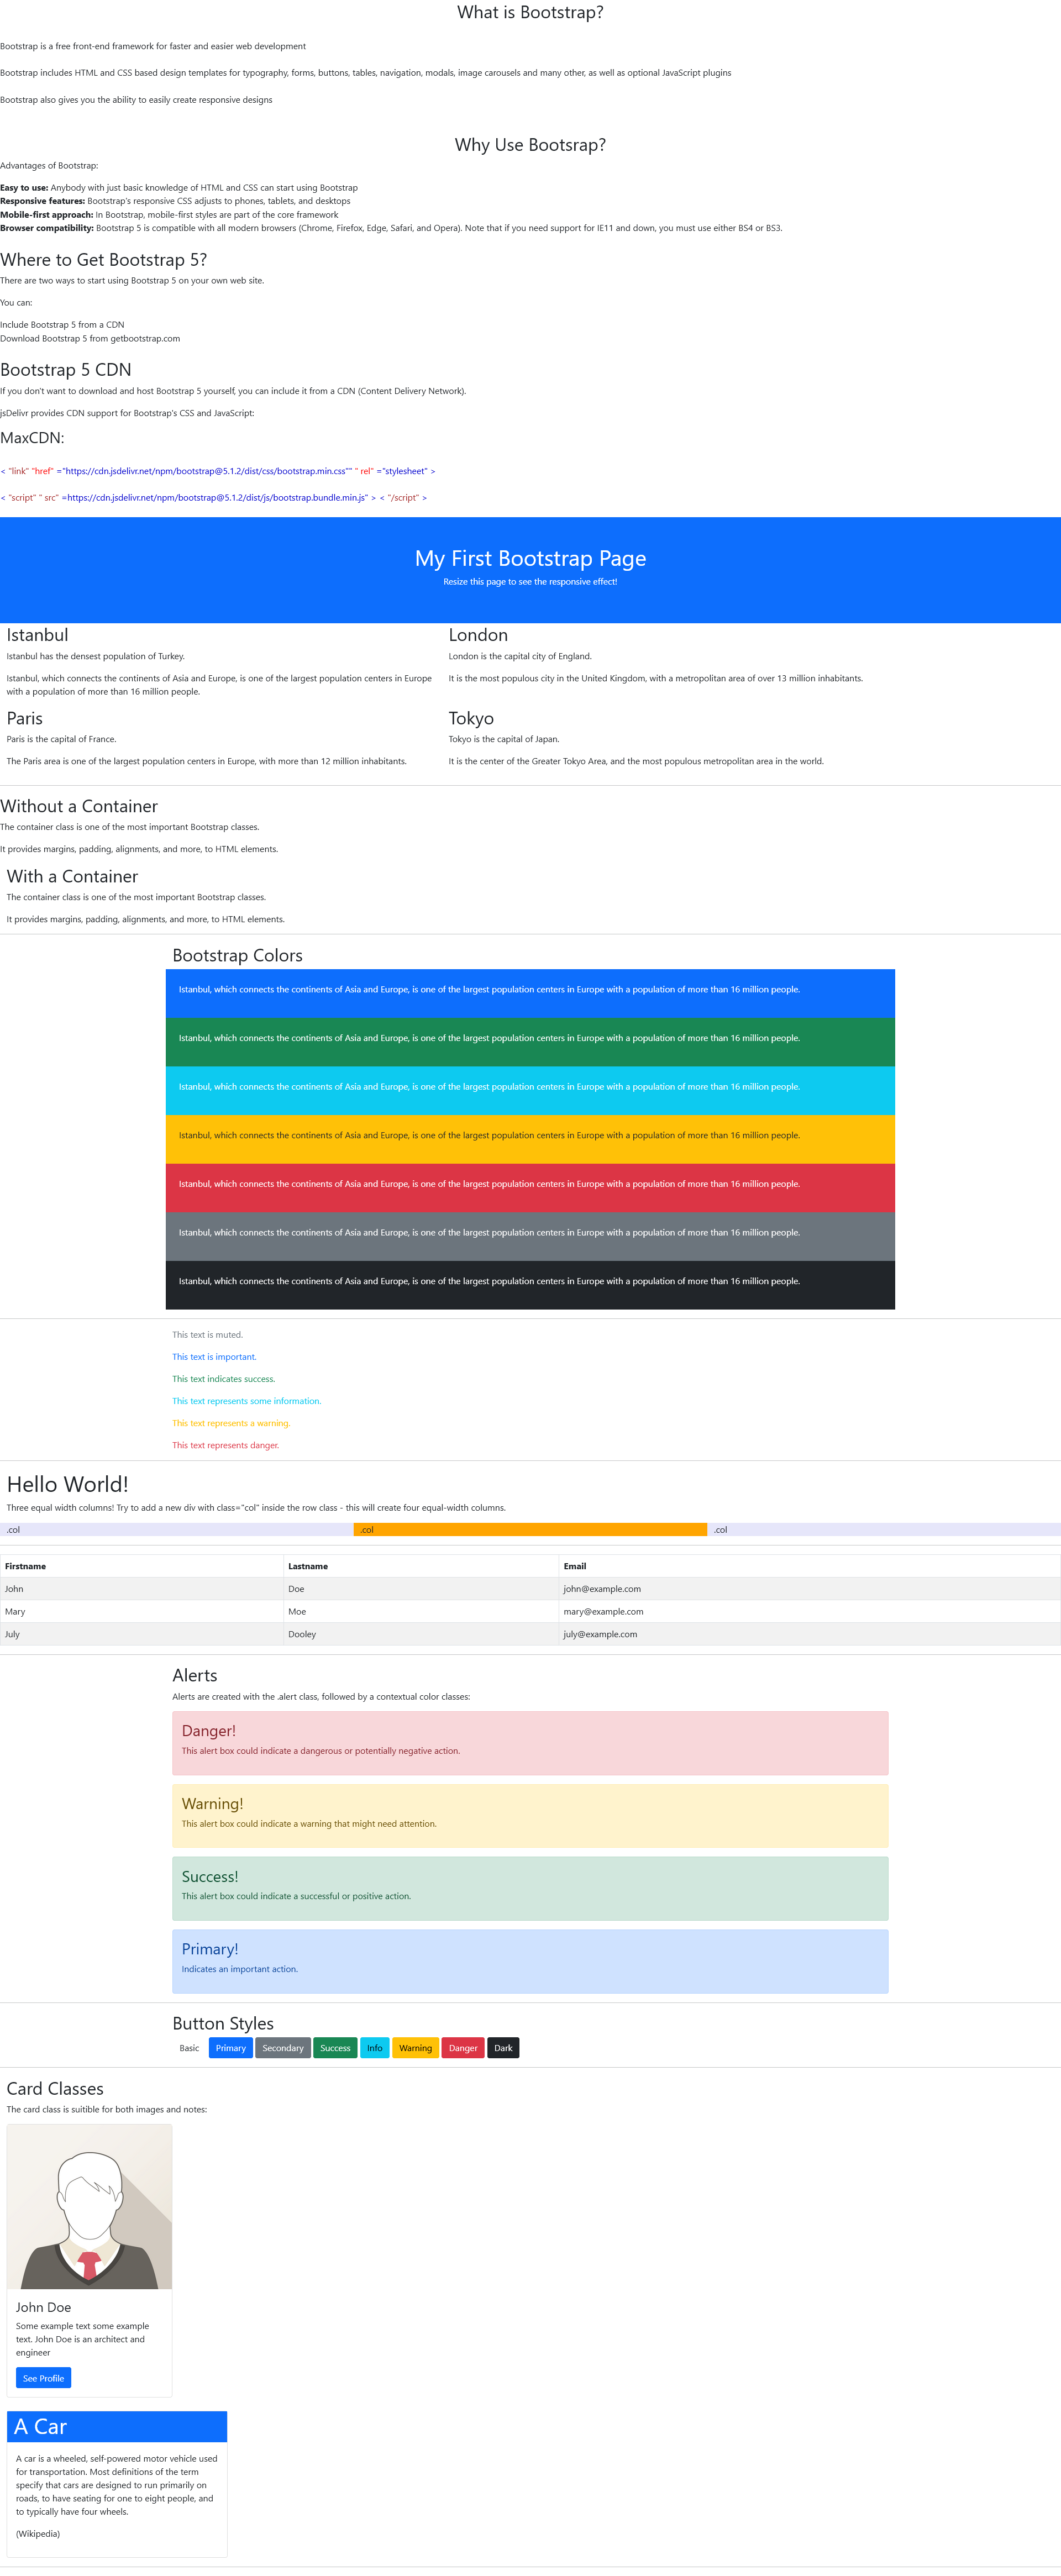 What is Bootstrap?
Bootstrap is a free front-end framework for faster and easier web development
Bootstrap includes HTML and CSS based design templates for typography, forms, buttons, tables, navigation, modals, image carousels and many other, as well as optional JavaScript plugins
Bootstrap also gives you the ability to easily create responsive designs
Why Use Bootsrap?
Advantages of Bootstrap:
Easy to use: Anybody with just basic knowledge of HTML and CSS can start using Bootstrap
Responsive features: Bootstrap's responsive CSS adjusts to phones, tablets, and desktops
Mobile-first approach: In Bootstrap, mobile-first styles are part of the core framework
Browser compatibility: Bootstrap 5 is compatible with all modern browsers (Chrome, Firefox, Edge, Safari, and Opera). Note that if you need support for IE11 and down, you must use either BS4 or BS3.
Where to Get Bootstrap 5?
There are two ways to start using Bootstrap 5 on your own web site.
You can:
Include Bootstrap 5 from a CDN
Download Bootstrap 5 from getbootstrap.com
Bootstrap 5 CDN
If you don't want to download and host Bootstrap 5 yourself, you can include it from a CDN (Content Delivery Network).
jsDelivr provides CDN support for Bootstrap's CSS and JavaScript:
MaxCDN:
< "link" "href" ="https://cdn.jsdelivr.net/npm/bootstrap@5.1.2/dist/css/bootstrap.min.css"" " rel" ="stylesheet" >
< "script" " src" =https://cdn.jsdelivr.net/npm/bootstrap@5.1.2/dist/js/bootstrap.bundle.min.js" > < "/script" >
My First Bootstrap Page
Resize this page to see the responsive effect!
Istanbul
Istanbul has the densest population of Turkey.
Istanbul, which connects the continents of Asia and Europe, is one of the largest population centers in Europe
with a population of more than 16 million people.
London
London is the capital city of England.
It is the most populous city in the United Kingdom, with a metropolitan area of over 13 million inhabitants.
Paris
Paris is the capital of France.
The Paris area is one of the largest population centers in Europe, with more than 12 million inhabitants.
Tokyo
Tokyo is the capital of Japan.
It is the center of the Greater Tokyo Area, and the most populous metropolitan area in the world.
Without a Container
The container class is one of the most important Bootstrap classes.
It provides margins, padding, alignments, and more, to HTML elements.
With a Container
The container class is one of the most important Bootstrap classes.
It provides margins, padding, alignments, and more, to HTML elements.
Bootstrap Colors
Istanbul, which connects the continents of Asia and Europe, is one of the largest population centers in Europe with a population of more than 16 million people.
Istanbul, which connects the continents of Asia and Europe, is one of the largest population centers in Europe with a population of more than 16 million people.
Istanbul, which connects the continents of Asia and Europe, is one of the largest population centers in Europe with a population of more than 16 million people.
Istanbul, which connects the continents of Asia and Europe, is one of the largest population centers in Europe with a population of more than 16 million people.
Istanbul, which connects the continents of Asia and Europe, is one of the largest population centers in Europe with a population of more than 16 million people.
Istanbul, which connects the continents of Asia and Europe, is one of the largest population centers in Europe with a population of more than 16 million people.
Istanbul, which connects the continents of Asia and Europe, is one of the largest population centers in Europe with a population of more than 16 million people.
This text is muted.
This text is important.
This text indicates success.
This text represents some information.
This text represents a warning.
This text represents danger.
Hello World!
Three equal width columns! Try to add a new div with class="col" inside the row class - this will create four equal-width columns.
.col .col .col
Firstname Lastname Email
John Doe john@example.com
Mary Moe mary@example.com
July Dooley july@example.com
Alerts
Alerts are created with the .alert class, followed by a contextual color classes:
Danger!
This alert box could indicate a dangerous or potentially negative action.
Warning!
This alert box could indicate a warning that might need attention.
Success!
This alert box could indicate a successful or positive action.
Primary!
Indicates an important action.
Button Styles
Basic Primary Secondary Success Info Warning Danger Dark
Card Classes
The card class is suitible for both images and notes:
John Doe
Some example text some example
text. John Doe is an architect and
engineer
See Profile
A Car
A car is a wheeled, self-powered motor vehicle used
for transportation. Most definitions of the term
specify that cars are designed to run primarily on
roads, to have seating for one to eight people, and
to typically have four wheels.
(Wikipedia)